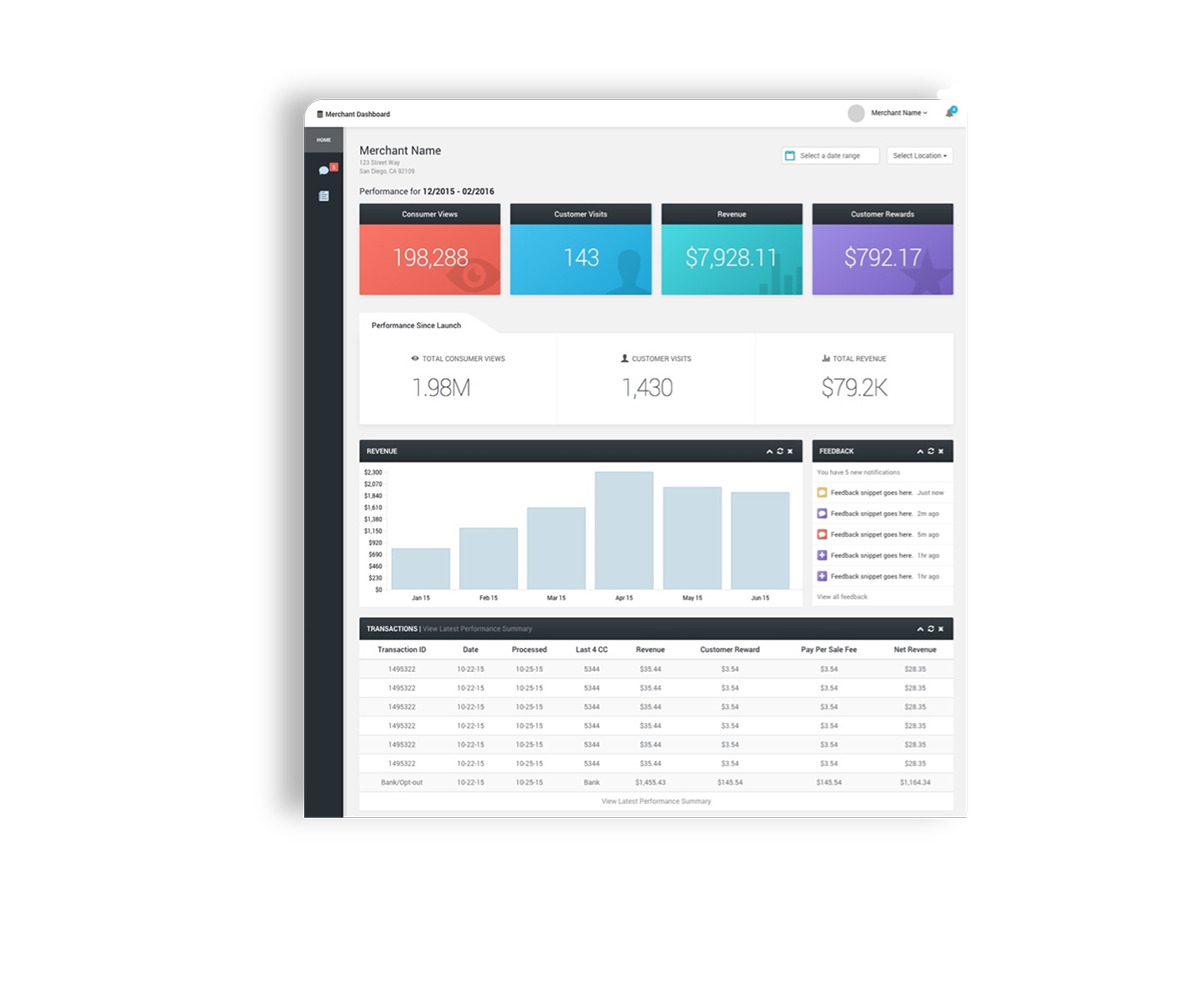 Merchant Dashboard
Merchant Name
HOME
Merchant Name
123 Street Way
San Diego, CA 92109
Select a date range
Select Location
Performance for 12/2015 - 02/2016
Consumer Views
Customer Visits
Revenue
Customer Rewards
198,288
143
$7,928.11
$792.17
Performance Since Launch
TOTAL CONSUMER VIEWS
CUSTOMER VISITS
TOTAL REVENUE
1.98M
1,430
$79.2K
REVENUE
$2,300
$2,070
$1,840
$1,610
$1,380
$1,150
$920
$690
$460
$230
$0
Jan 15 Feb 15 Mar 15 Apr 15 May 15 Jun 15
FEEDBACK
You have 5 new notifications
Feedback snippet goes here. Just now
Feedback snippet goes here. 2m ago
Feedback snippet goes here. 5m ago
Feedback snippet goes here. 1hr ago
Feedback snippet goes here. 1hr ago
View all feedback
TRANSACTIONS | View Latest Performance Summary
Transaction ID Date Processed Last 4 CC Revenue Customer Reward Pay Per Sale Fee Net Revenue
1495322 10-22-15 10-25-15 5344 $35.44 $3.54 $3.54 $28.35
1495322 10-22-15 10-25-15 5344 $35.44 $3.54 $3.54 $28.35
1495322 10-22-15 10-25-15 5344 $35.44 $3.54 $3.54 $28.35
1495322 10-22-15 10-25-15 5344 $35.44 $3.54 $3.54 $28.35
1495322 10-22-15 10-25-15 5344 $35.44 $3.54 $3.54 $28.35
1495322 10-22-15 10-25-15 5344 $35.44 $3.54 $3.54 $28.35
Bank/Opt-out 10-22-15 10-25-15 Bank $1,455.43 $145.54 $145.54 $1,164.34
View Latest Performance Summary